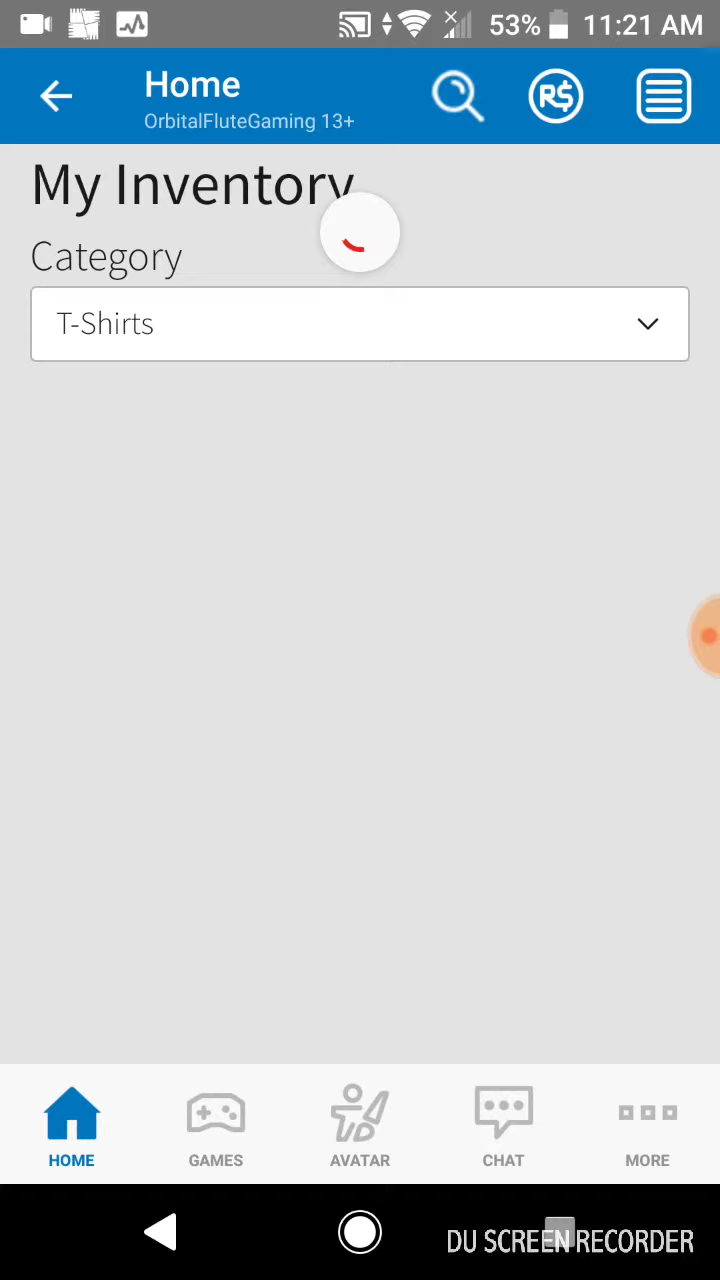 53% 11:21 AM
Home
OrbitalFluteGaming 13+
R$
My Inventory
Category
T-Shirts
HOME GAMES AVATAR CHAT MORE
DU SCREEN RECORDER